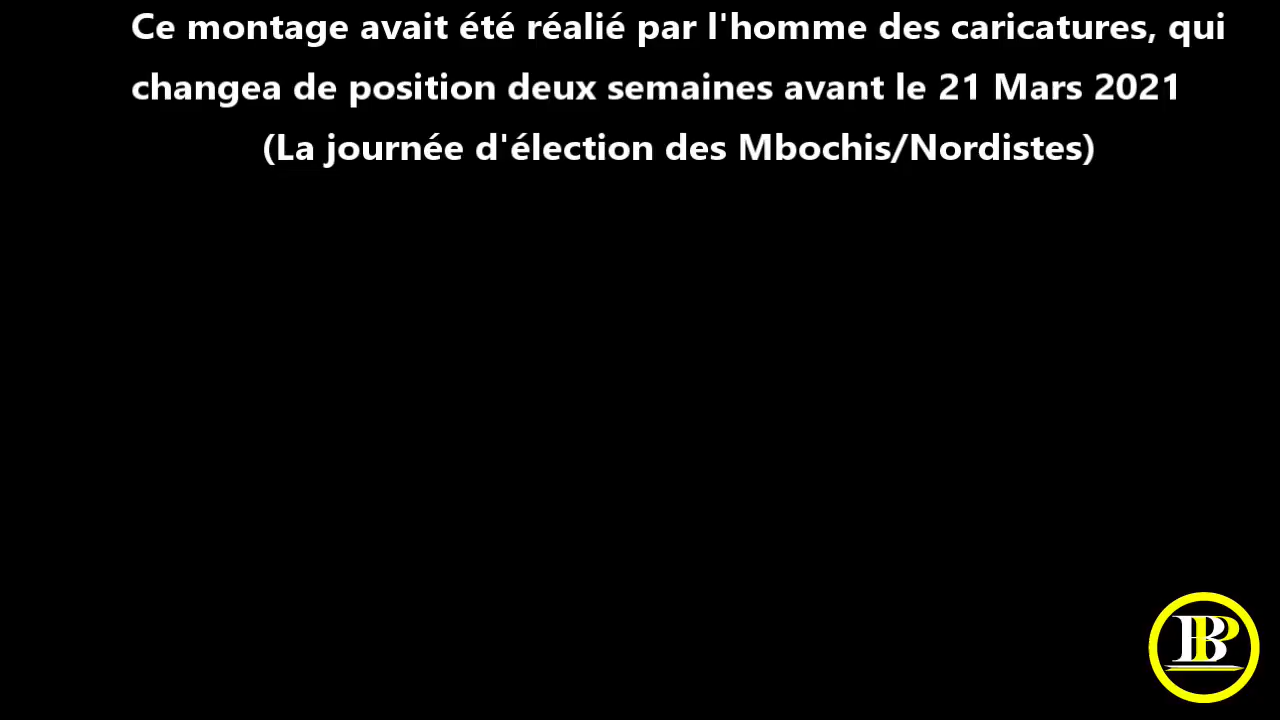 Ce montage avait été réalié par l'homme des caricatures, qui
changea de position deux semaines avant le 21 Mars 2021
(La journée d'élection des Mbochis/Nordistes)
BP